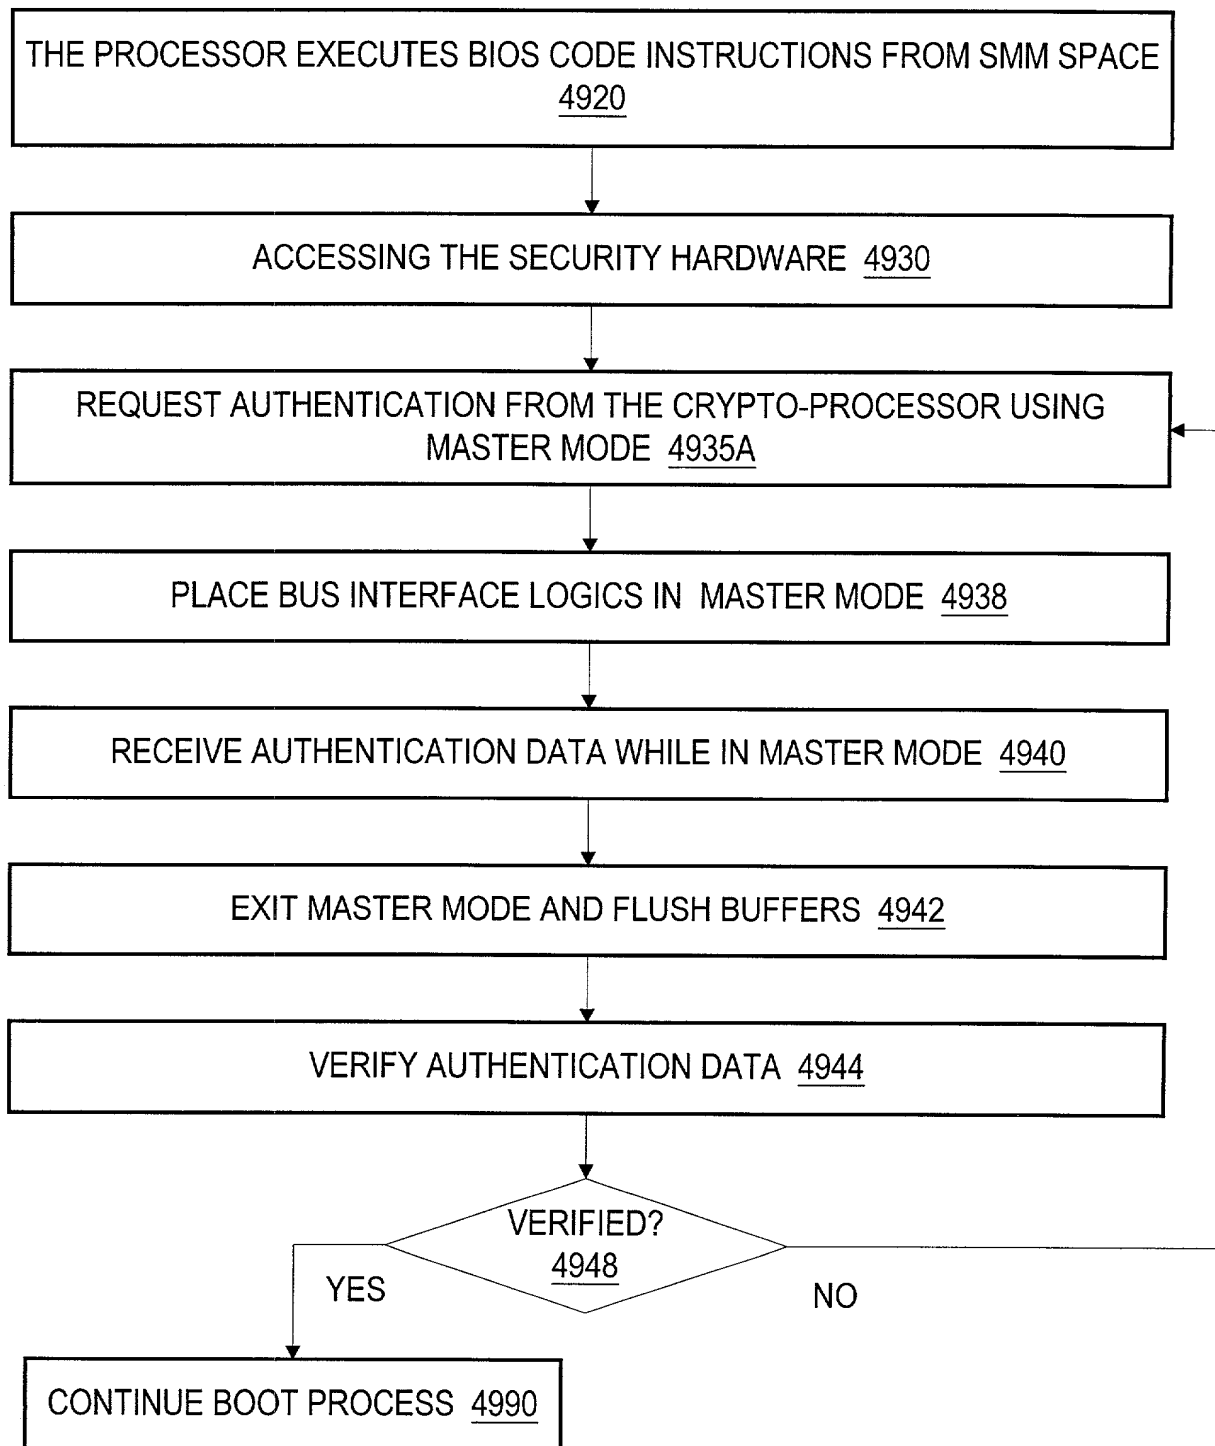 THE PROCESSOR EXECUTES BIOS CODE INSTRUCTIONS FROM SMM SPACE
4920
ACCESSING THE SECURITY HARDWARE 4930
REQUEST AUTHENTICATION FROM THE CRYPTO-PROCESSOR USING
MASTER MODE 4935A
PLACE BUS INTERFACE LOGICS IN MASTER MODE 4938
RECEIVE AUTHENTICATION DATA WHILE IN MASTER MODE 4940
EXIT MASTER MODE AND FLUSH BUFFERS 4942
VERIFY AUTHENTICATION DATA 4944
VERIFIED?
4948
YES
NO
CONTINUE BOOT PROCESS 4990